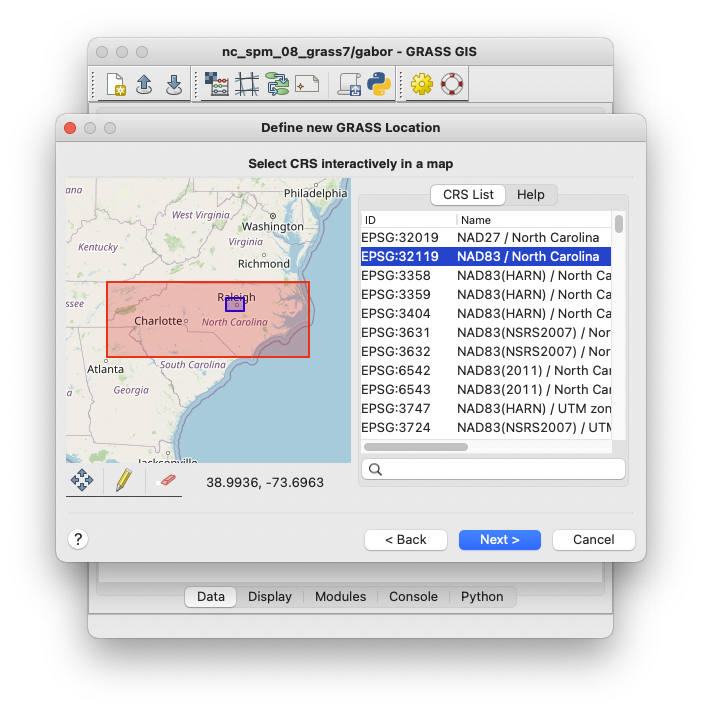 nc_spm_08_grass7/gabor - GRASS GIS
Define new GRASS Location
Select CRS interactively in a map
ana
Philadelphia
West Virginia
Washington
Kentucky
Virginia
Richmond
ssee
Raleigh
Charlotte
North Carolina
Atlanta
South Carolina
Georgia
Jacksonville
38.9936, -73.6963
CRS List Help
ID Name
EPSG:32019 NAD27 / North Carolina
EPSG:32119 NAD83 / North Carolina
EPSG:3358 NAD83(HARN) / North Ca
EPSG:3359 NAD83(HARN) / North Ca
EPSG:3404 NAD83(HARN) / North Ca
EPSG:3631 NAD83(NSRS2007) / Nor
EPSG:3632 NAD83(NSRS2007) / Nor
EPSG:6542 NAD83(2011) / North Car
EPSG:6543 NAD83(2011) / North Car
EPSG:3747 NAD83(HARN) / UTM zon
EPSG:3724 NAD83(NSRS2007) / UTM
?
< Back
Next >
Cancel
Data Display Modules Console Python